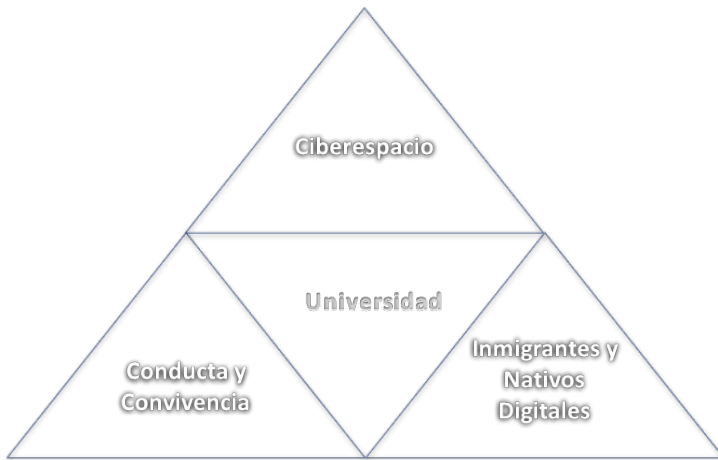 Ciberespacio
Universidad
Conducta y
Convivencia
Inmigrantes y
Nativos
Digitales